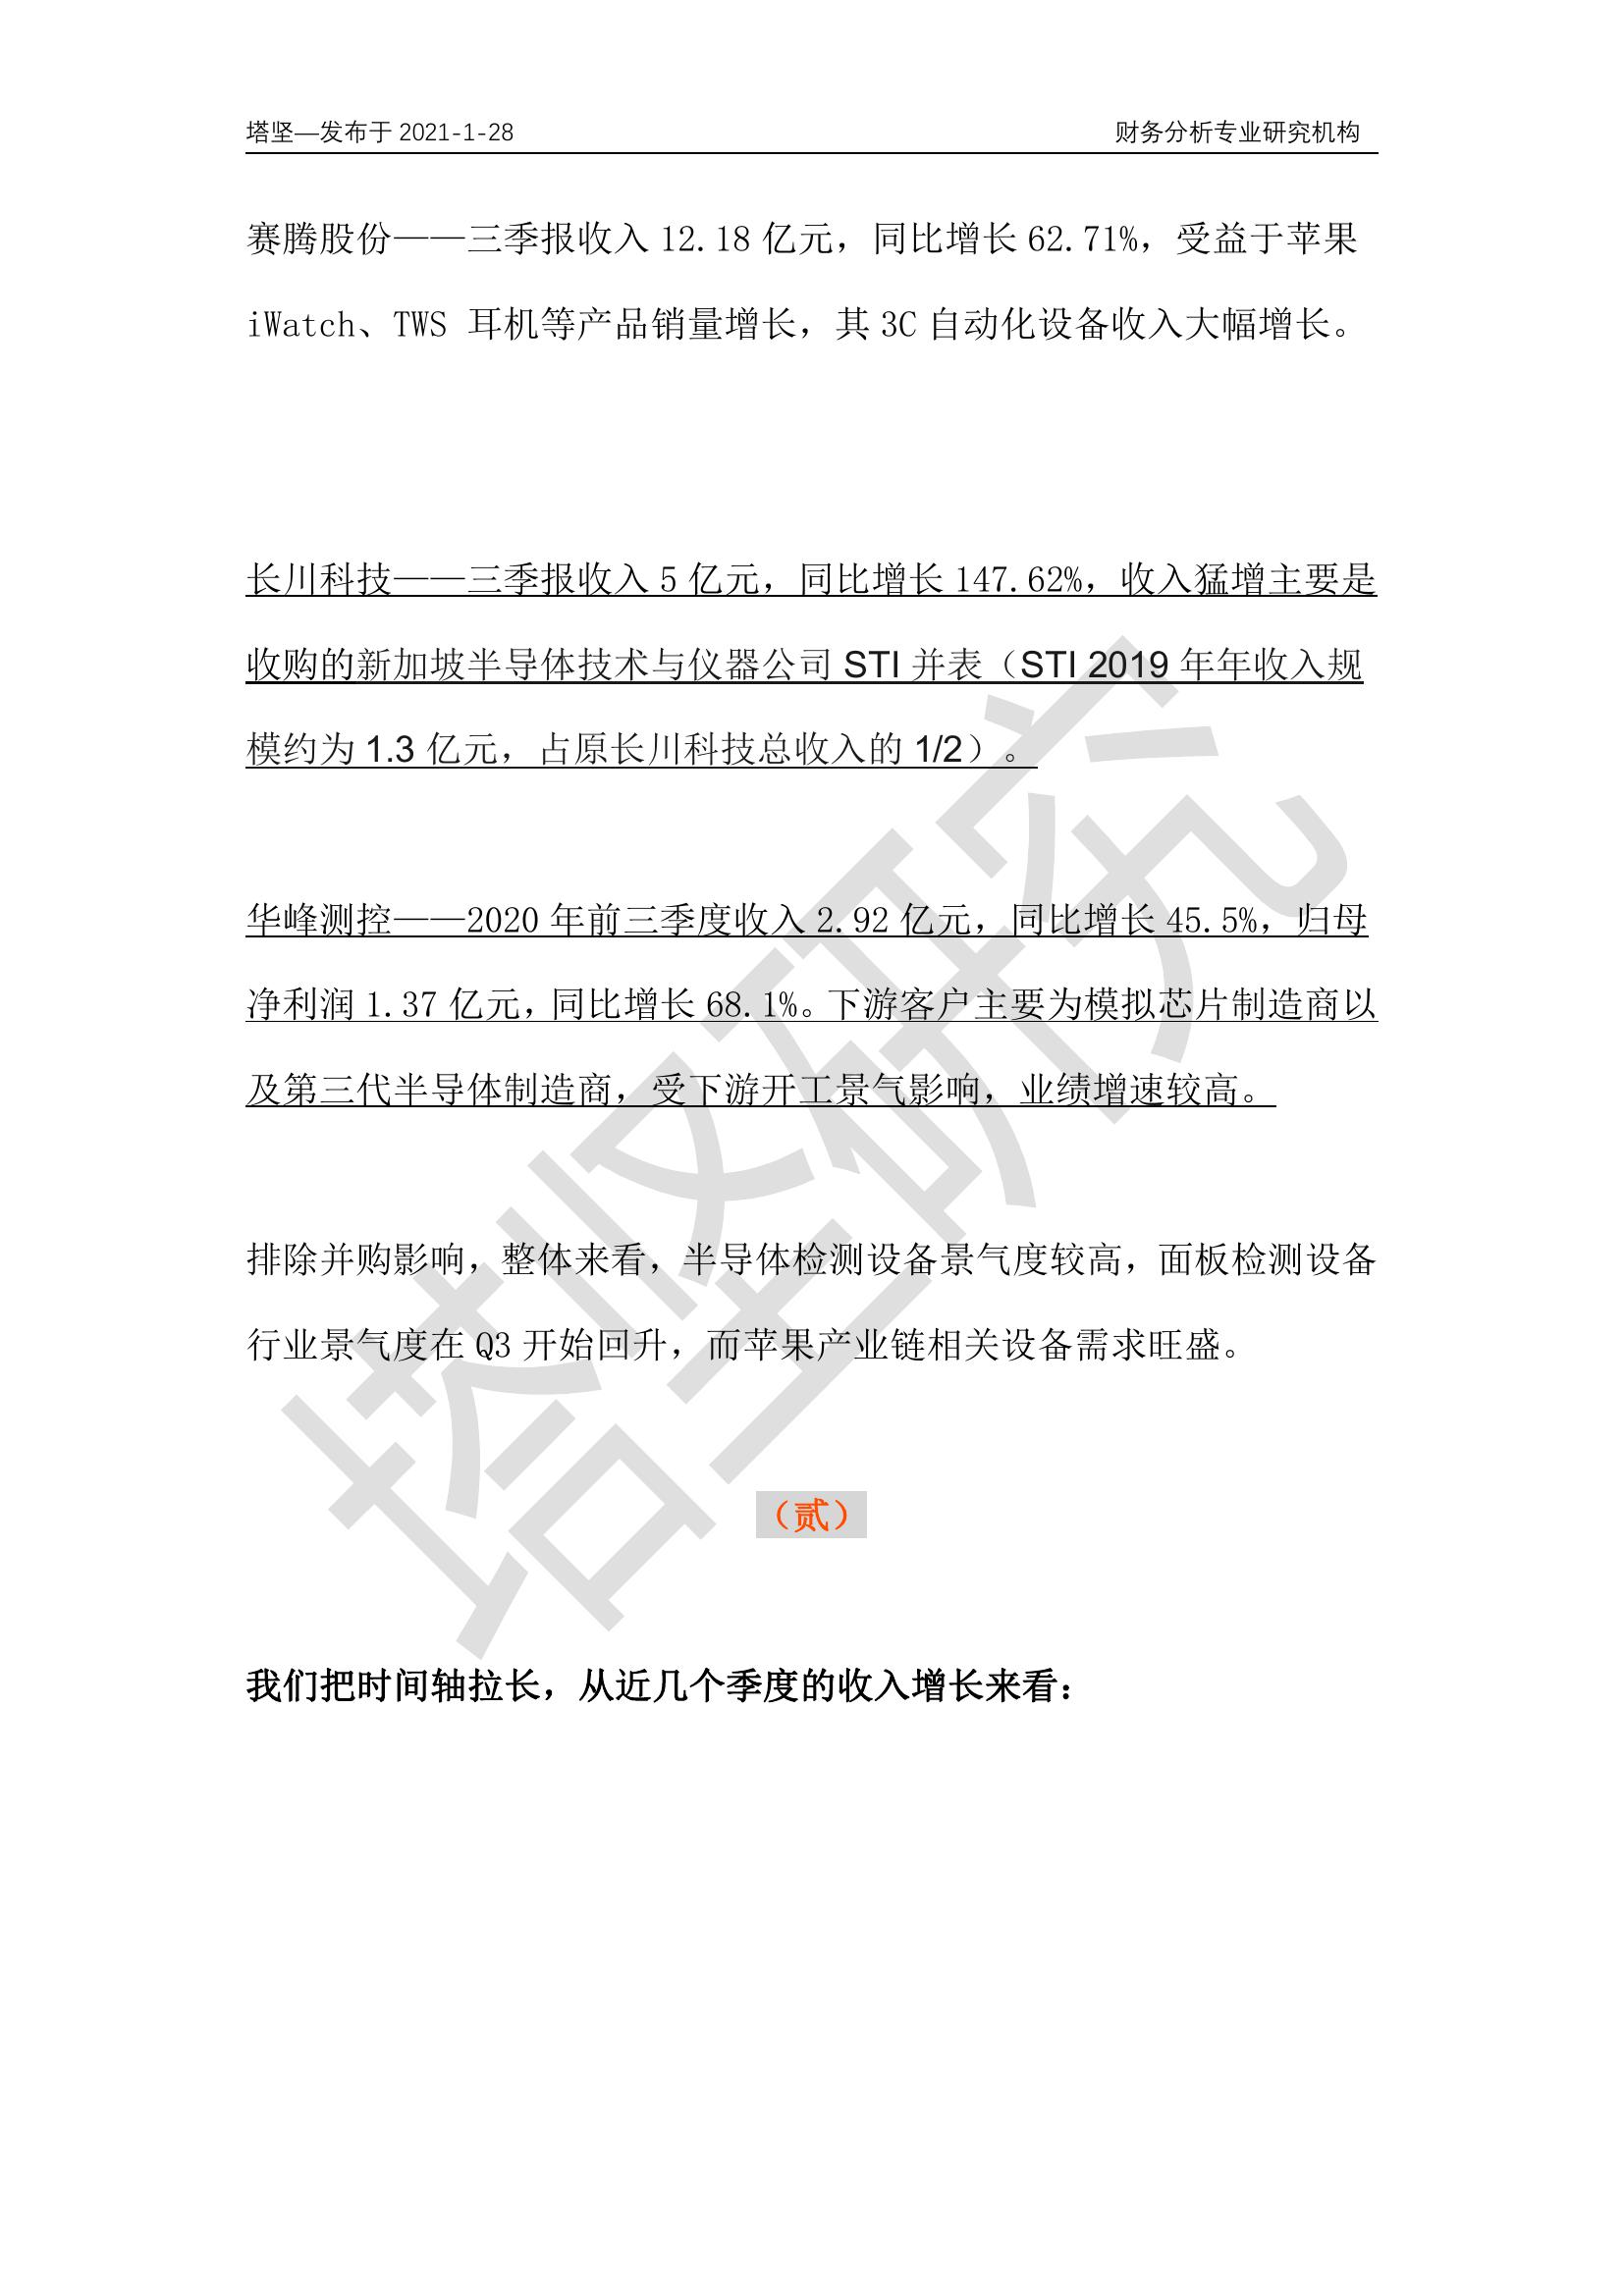 塔坚—发布于 2021-1-28 财务分析专业研究机构
赛腾股份——三季报收入 12.18 亿元，同比增长 62.71%，受益于苹果
iWatch、TWS 耳机等产品销量增长，其 3C 自动化设备收入大幅增长。
长川科技——三季报收入 5 亿元，同比增长 147.62%，收入猛增主要是
收购的新加坡半导体技术与仪器公司 STI 并表（STI 2019 年年收入规
模约为 1.3 亿元，占原长川科技总收入的 1/2）。
华峰测控——2020 年前三季度收入 2.92 亿元，同比增长 45.5%，归母
净利润 1.37 亿元，同比增长 68.1%。下游客户主要为模拟芯片制造商以
及第三代半导体制造商，受下游开工景气影响，业绩增速较高。
排除并购影响，整体来看，半导体检测设备景气度较高，面板检测设备
行业景气度在 Q3 开始回升，而苹果产业链相关设备需求旺盛。
（贰）
我们把时间轴拉长，从近几个季度的收入增长来看：
塔坚研究